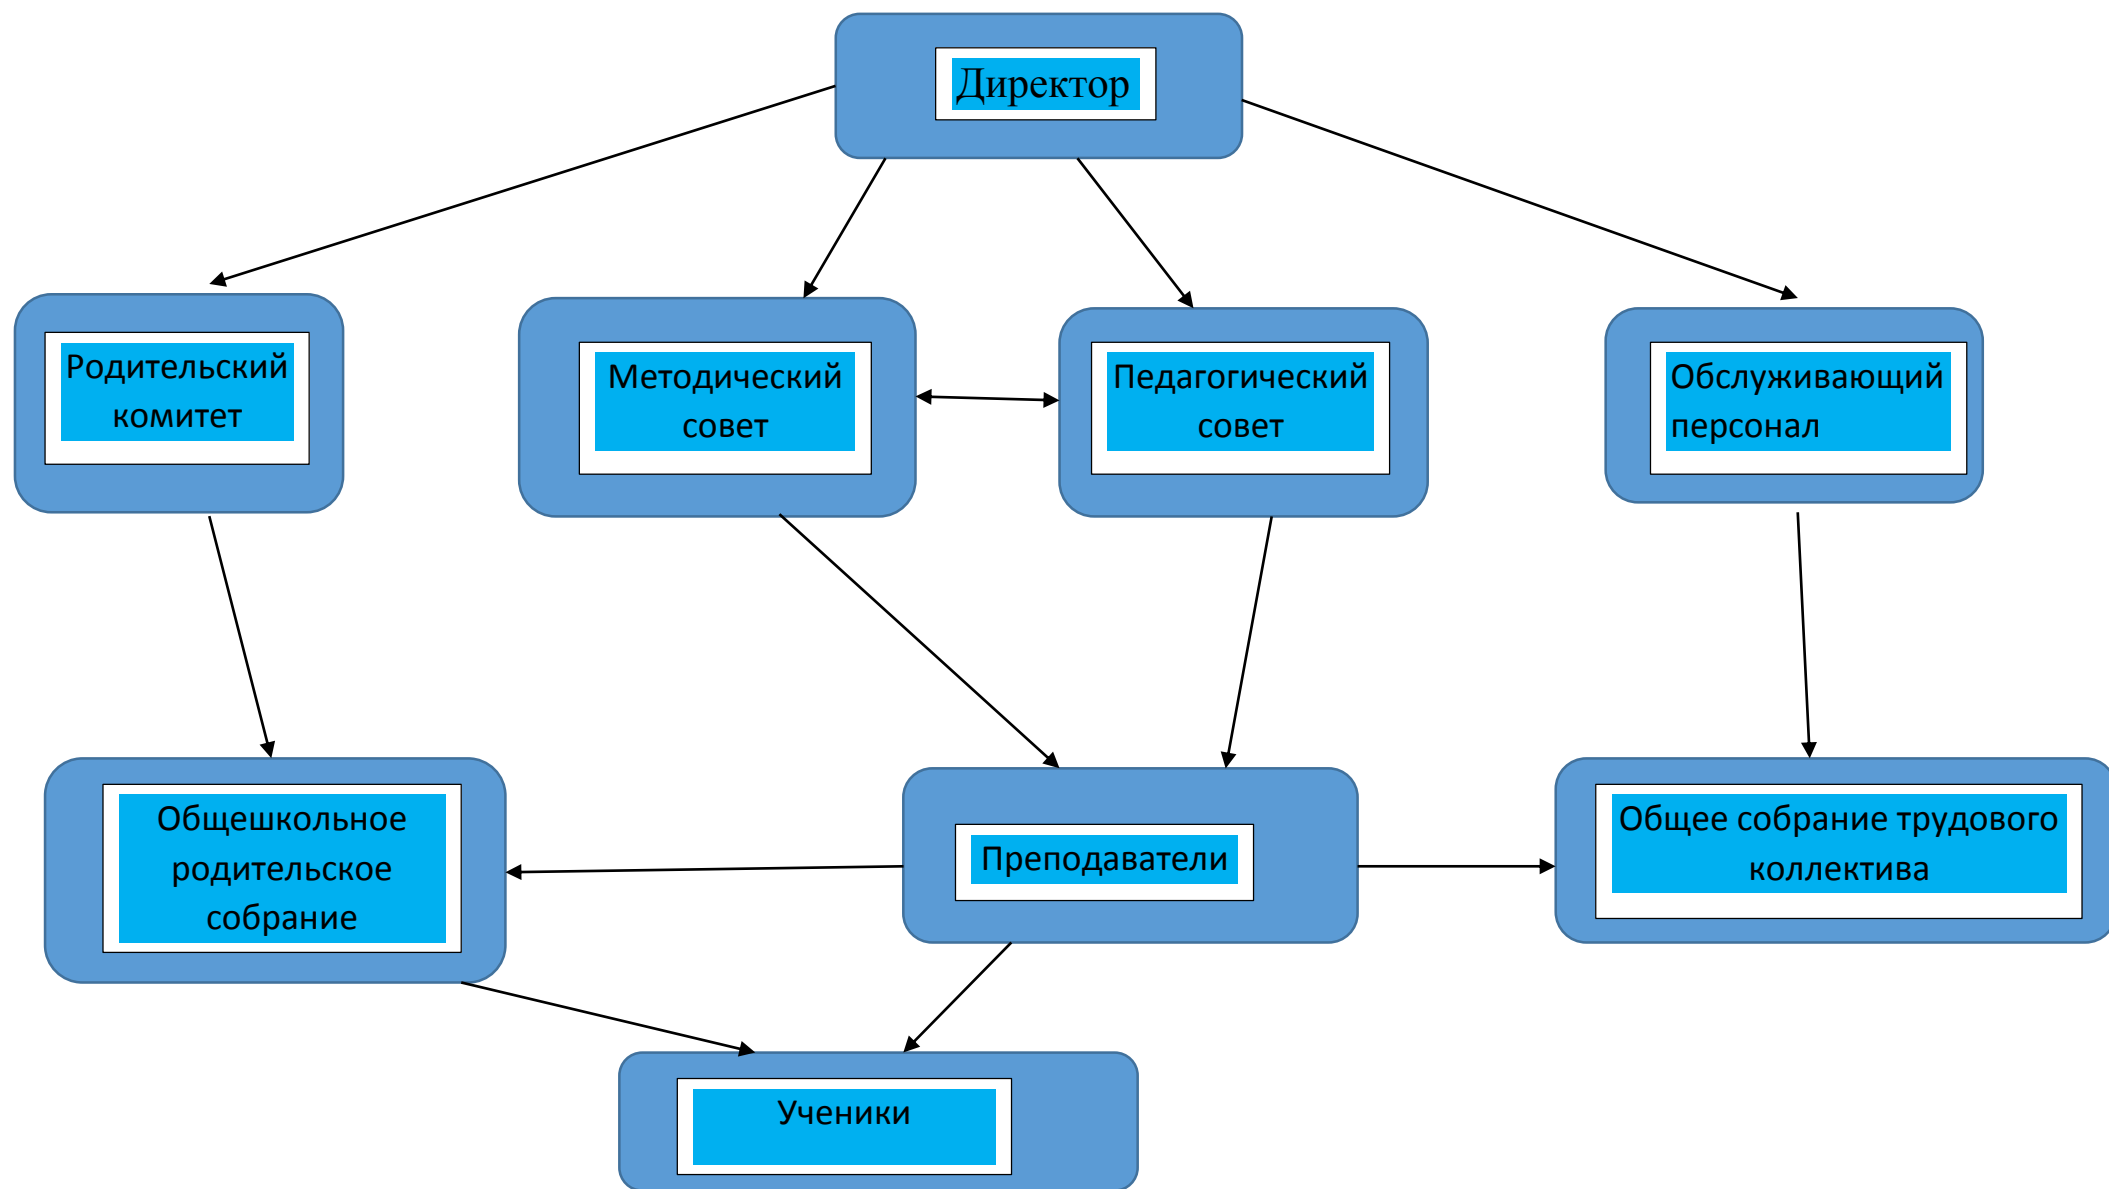 Директор
Родительский
комитет
Методический
совет
Педагогический
совет
Обслуживающий
персонал
Общешкольное
родительское
собрание
Преподаватели
Общее собрание трудового
коллектива
Ученики